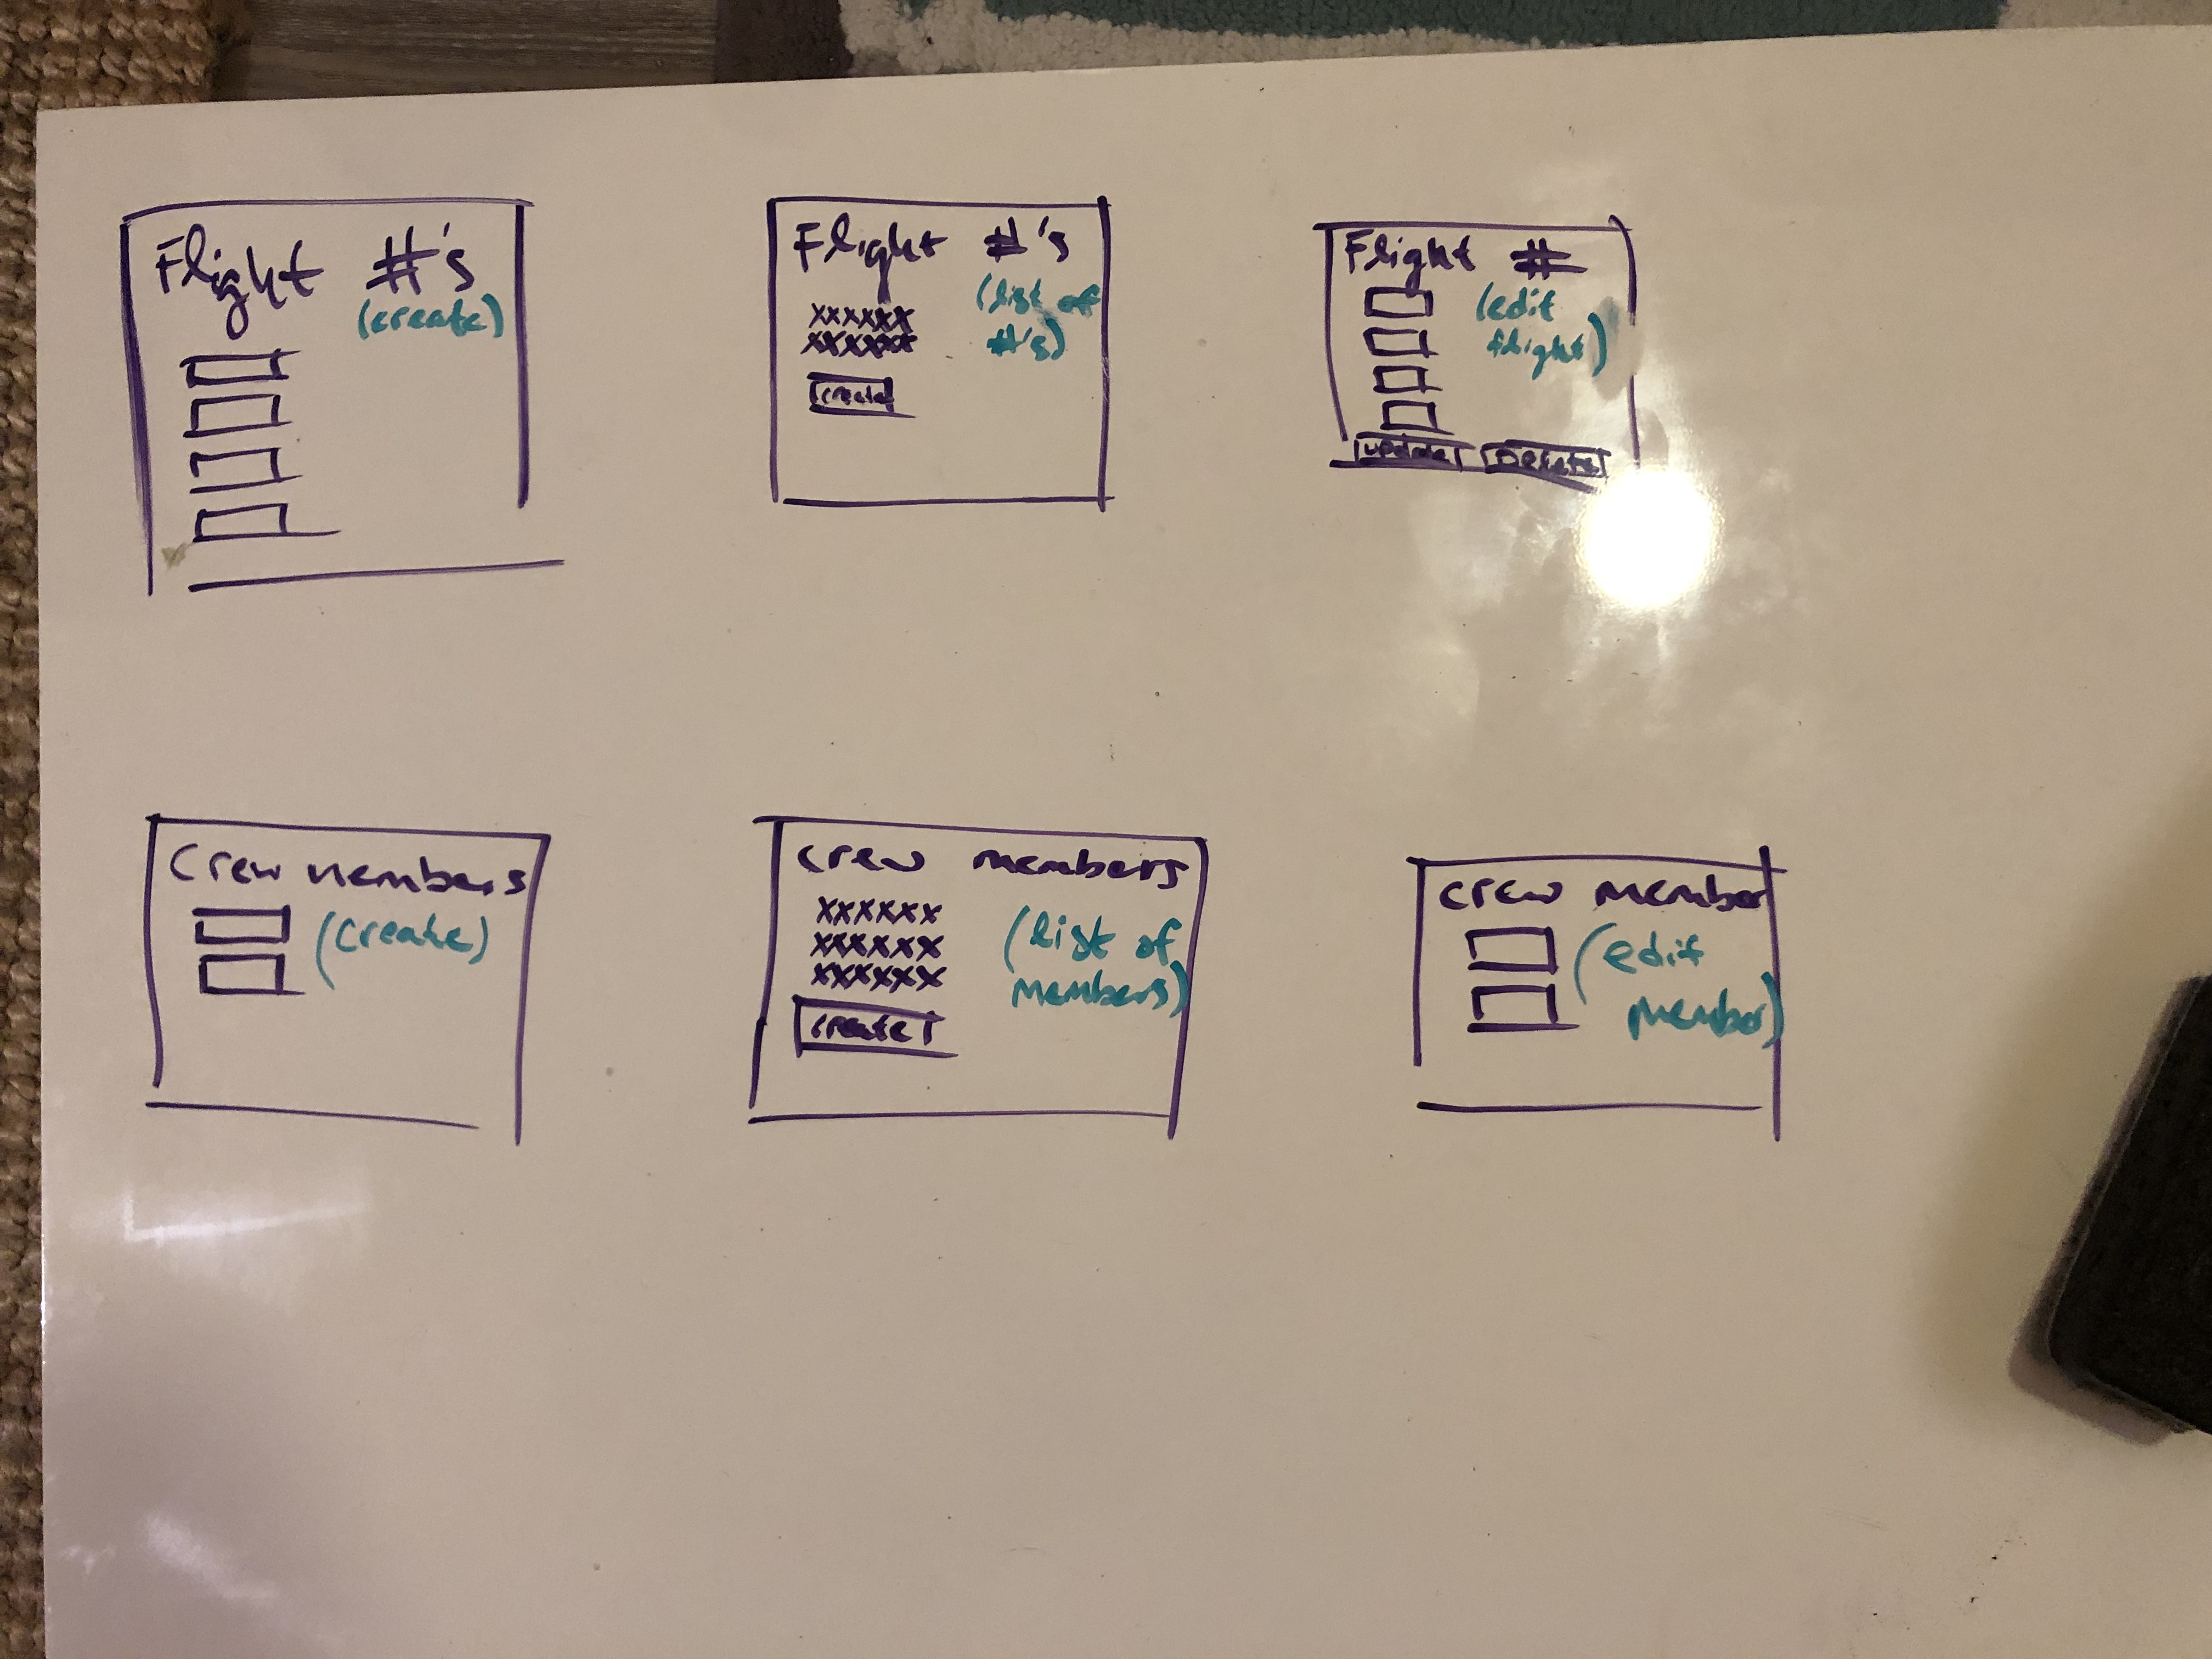 Flight #'s
(create)
Flight #'s
(list of
#'s)
xxxxxx
xxxxxx
create
Flight #
(edit
flight)
update Delete
Crew members
(create)
crew members
xxxxxx
xxxxxx
xxxxxx
(list of
members)
create
crew member
(edit
member)